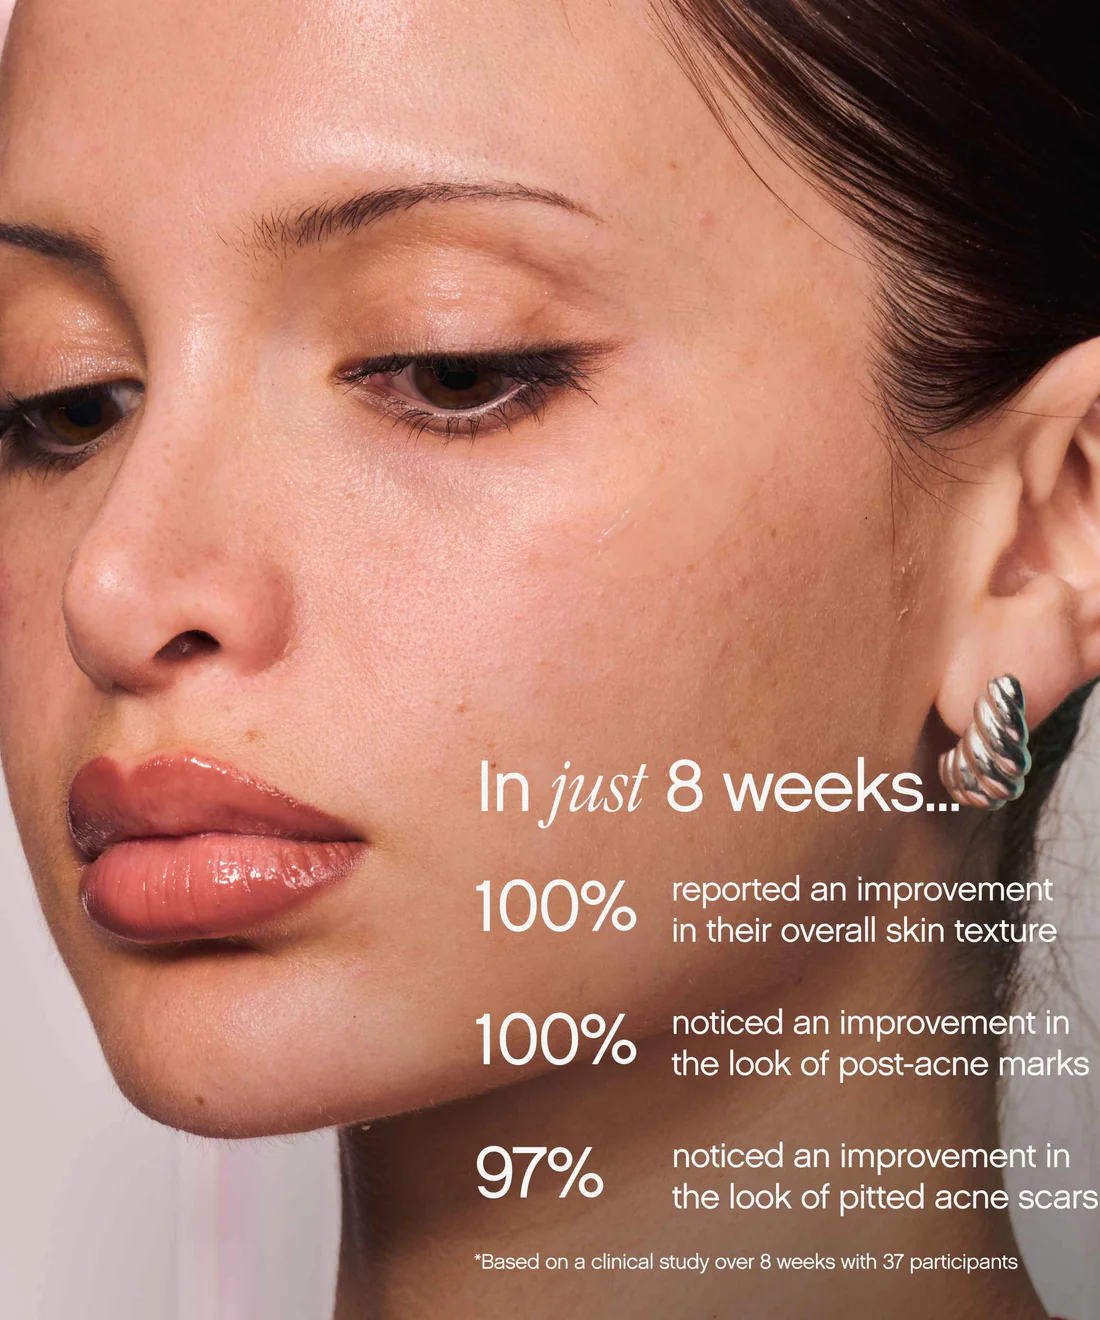 In just 8 weeks...
100%
reported an improvement
in their overall skin texture
100%
noticed an improvement in
the look of post-acne marks
97%
noticed an improvement in
the look of pitted acne scars
*Based on a clinical study over 8 weeks with 37 participants